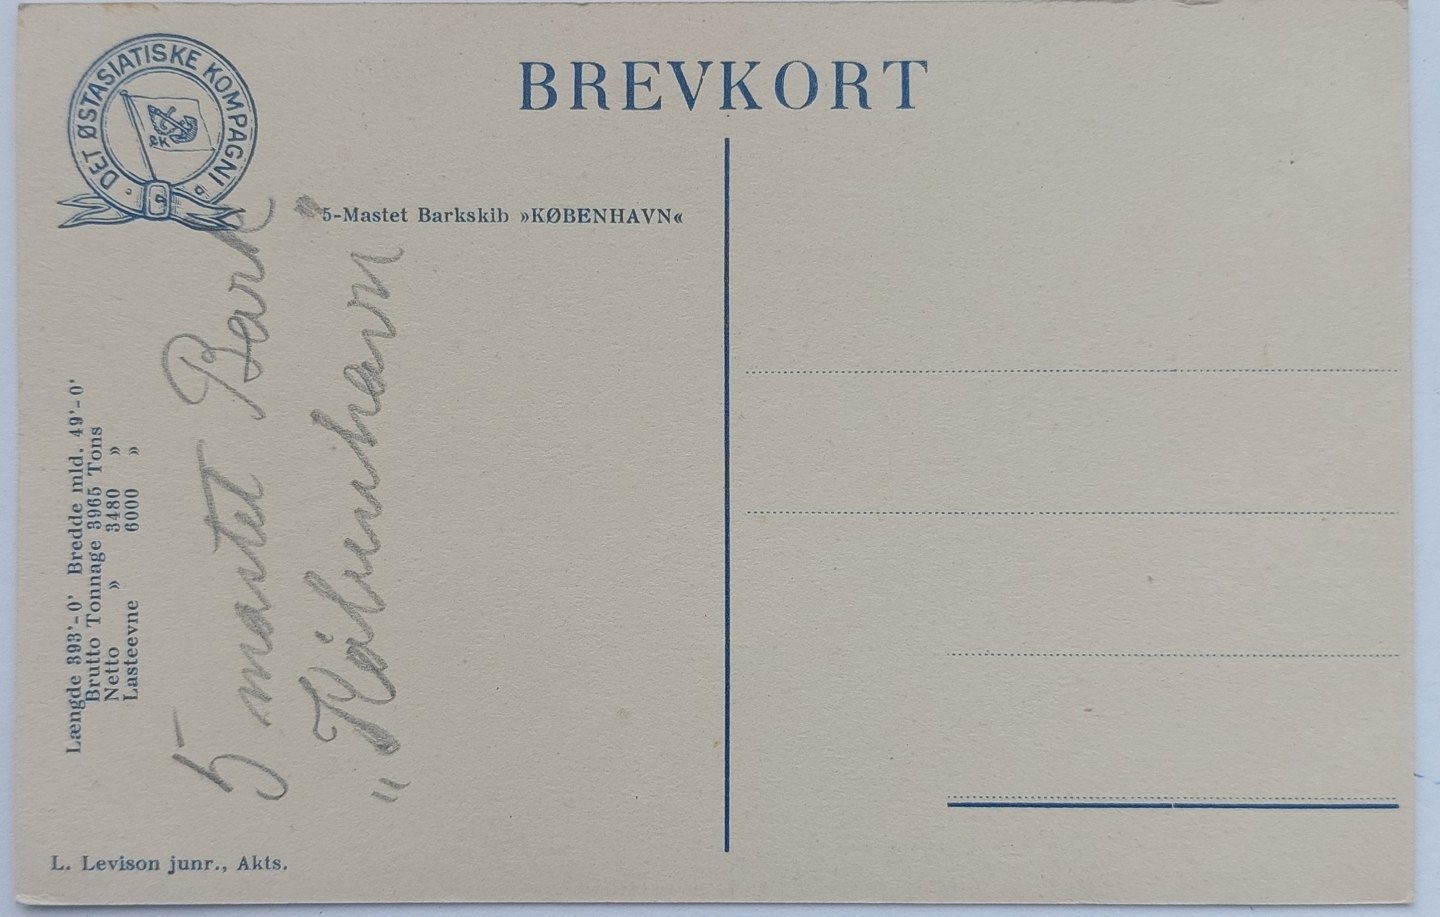 DET ØSTASIATISKE KOMPAGNI
ØK
BREVKORT
5-Mastet Barkskib »KØBENHAVN«
Længde 393'-0' Bredde mld. 49'-0'
Brutto Tonnage 3965 Tons
Netto » 3480 »
Lasteevne 6000 »
5 mastet Bark
„København"
L. Levison junr., Akts.